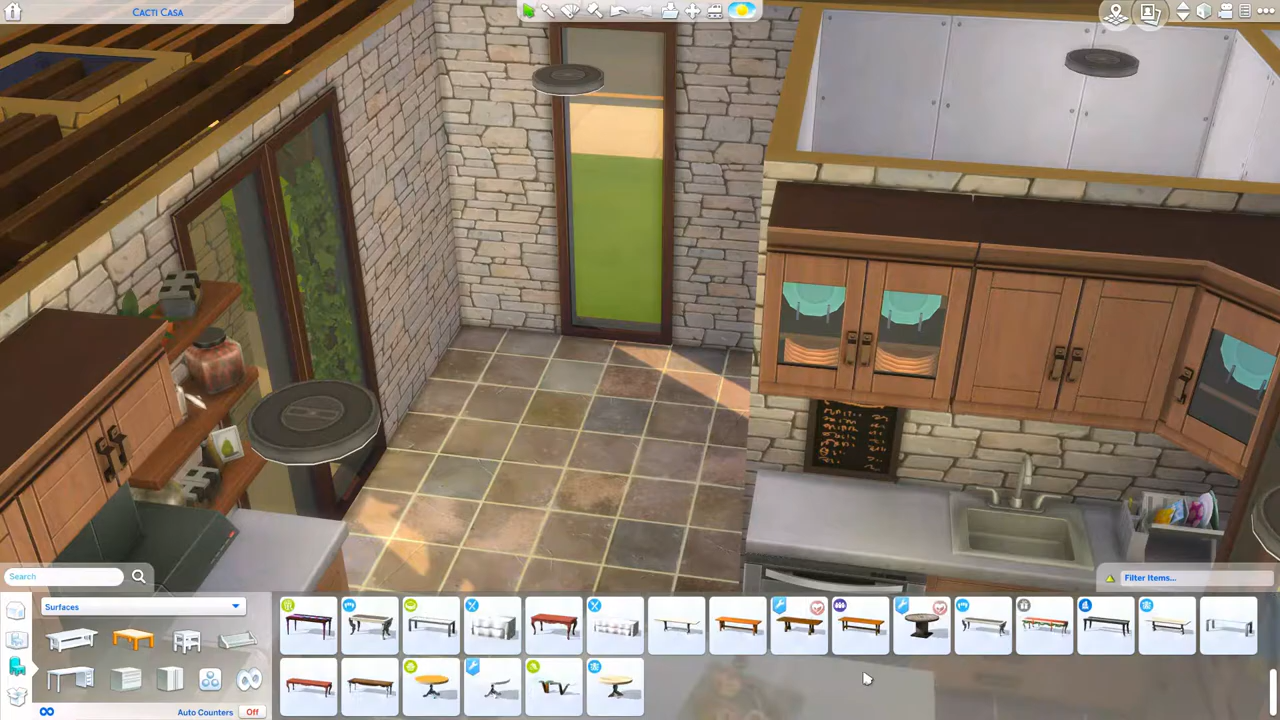 CACTI CASA
Search
Filter Items...
Surfaces
Auto Counters Off